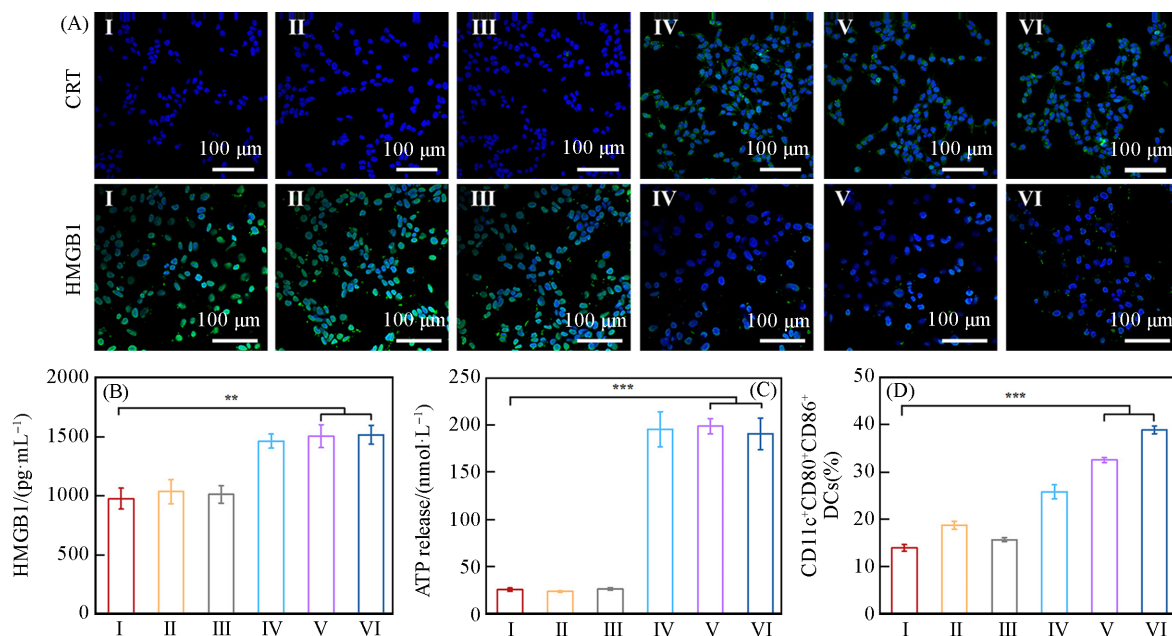 (A)
I II III IV V VI
CRT
100 μm 100 μm 100 μm 100 μm 100 μm 100 μm
I II III IV V VI
HMGB1
100 μm 100 μm 100 μm 100 μm 100 μm 100 μm
(B)
**
HMGB1/(pg·mL⁻¹)
2000
1500
1000
500
0
I II III IV V VI
(C)
***
ATP release/(nmol·L⁻¹)
250
200
150
100
50
0
I II III IV V VI
(D)
***
CD11c⁺CD80⁺CD86⁺
DCs(%)
50
40
30
20
10
0
I II III IV V VI